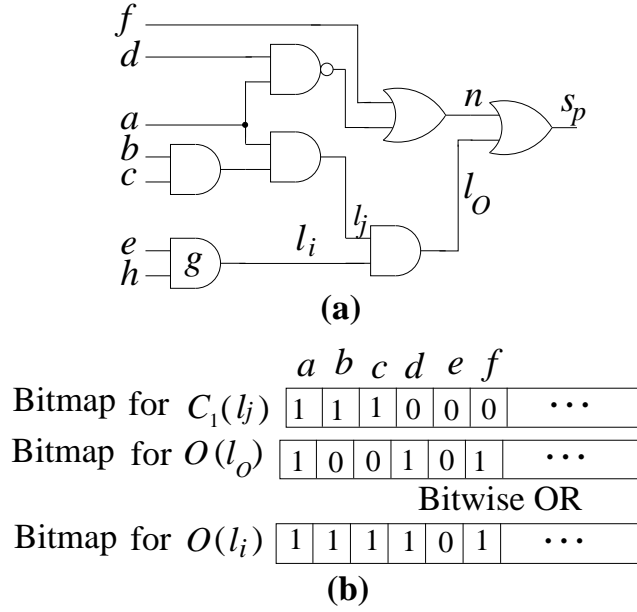 f
d
n
s_p
a
b
c
l_O
l_j
l_i
e
g
h
(a)
a b c d e f
Bitmap for C_1(l_j) 1 1 1 0 0 0 ...
Bitmap for O(l_O) 1 0 0 1 0 1 ...
Bitwise OR
Bitmap for O(l_i) 1 1 1 1 0 1 ...
(b)